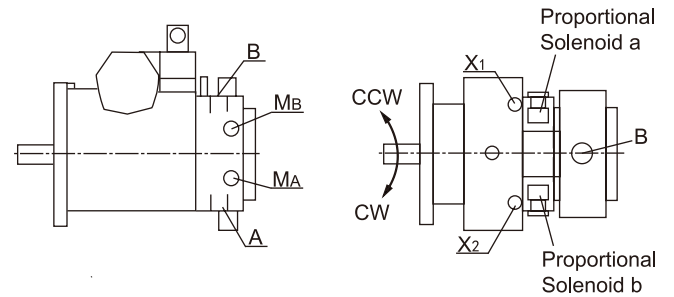 B
MB
MA
A
Proportional
Solenoid a
X1
CCW
CW
B
X2
Proportional
Solenoid b